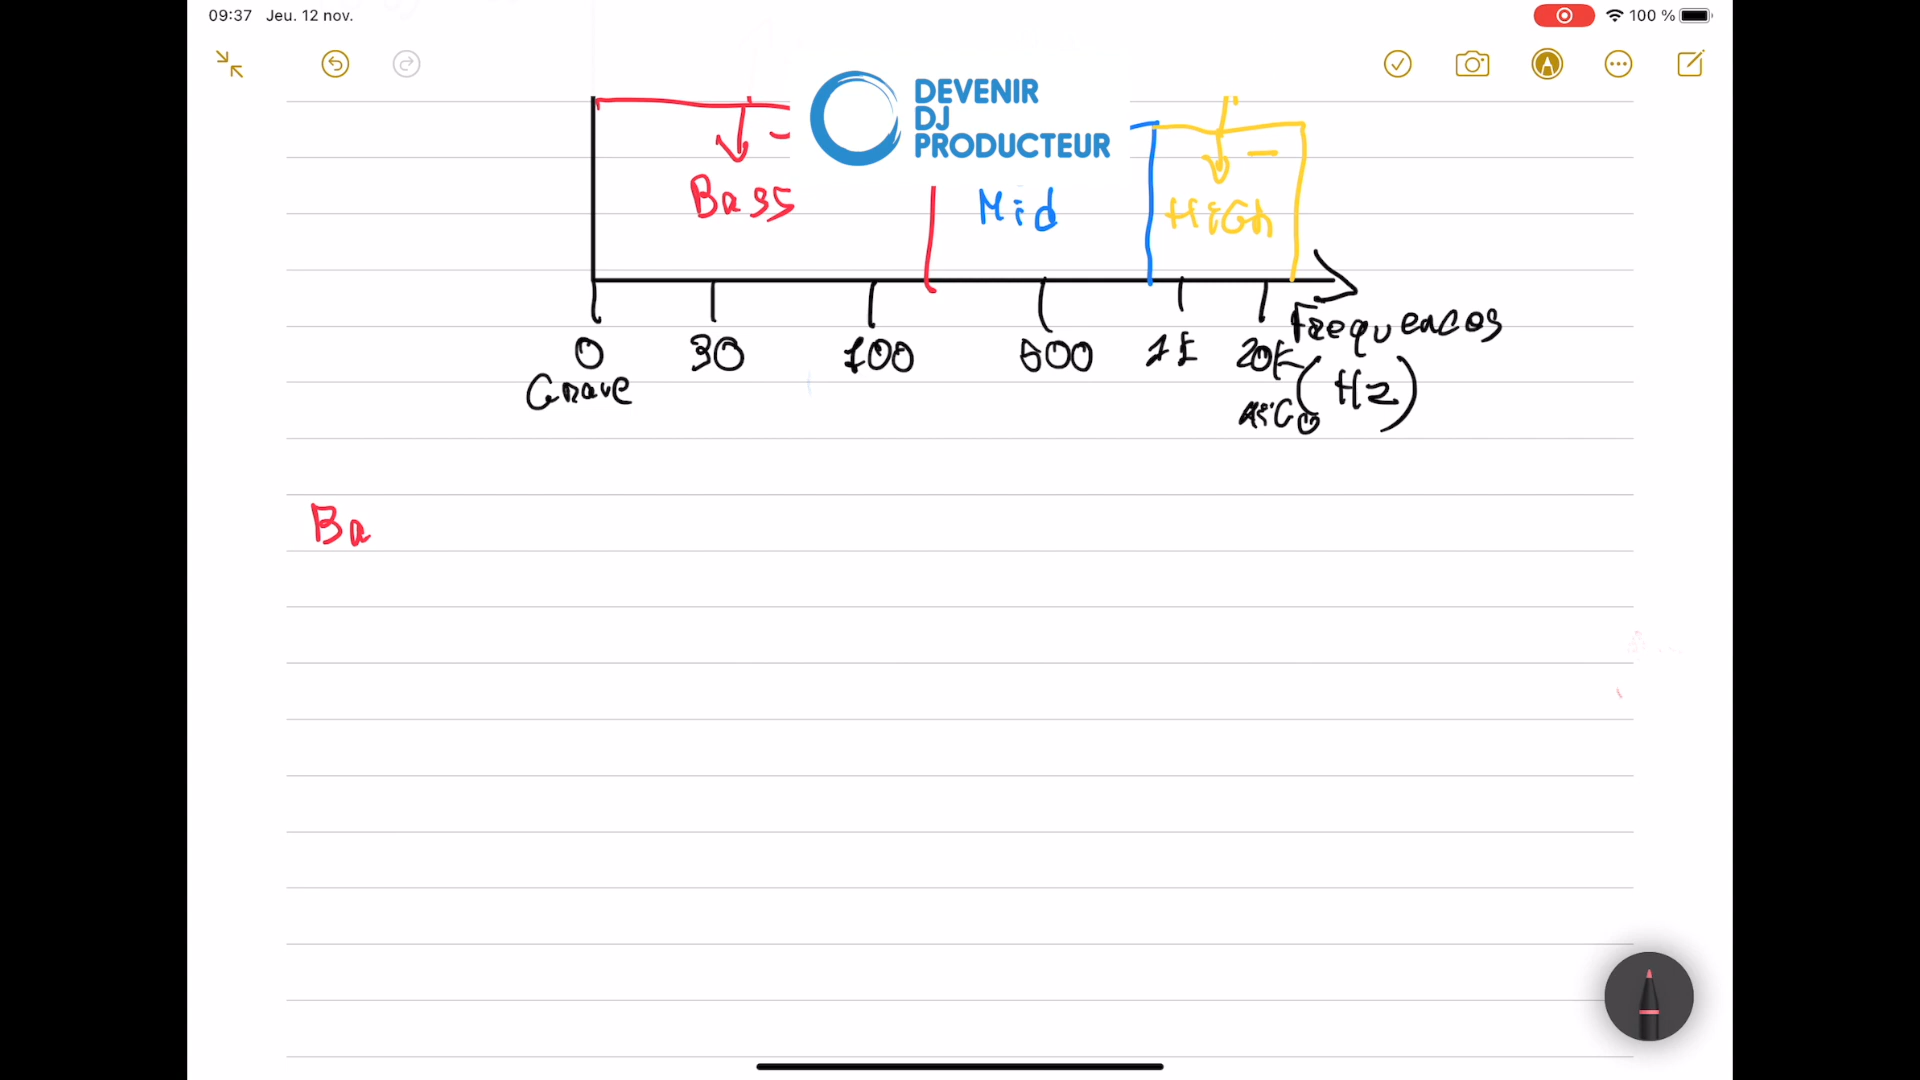 09:37 Jeu. 12 nov.
100 %
DEVENIR
DJ
PRODUCTEUR
Bass
Mid
HiGh
Frequences
0 30 100 500 1k 20k
(Hz)
Grave
AiGu
Ba